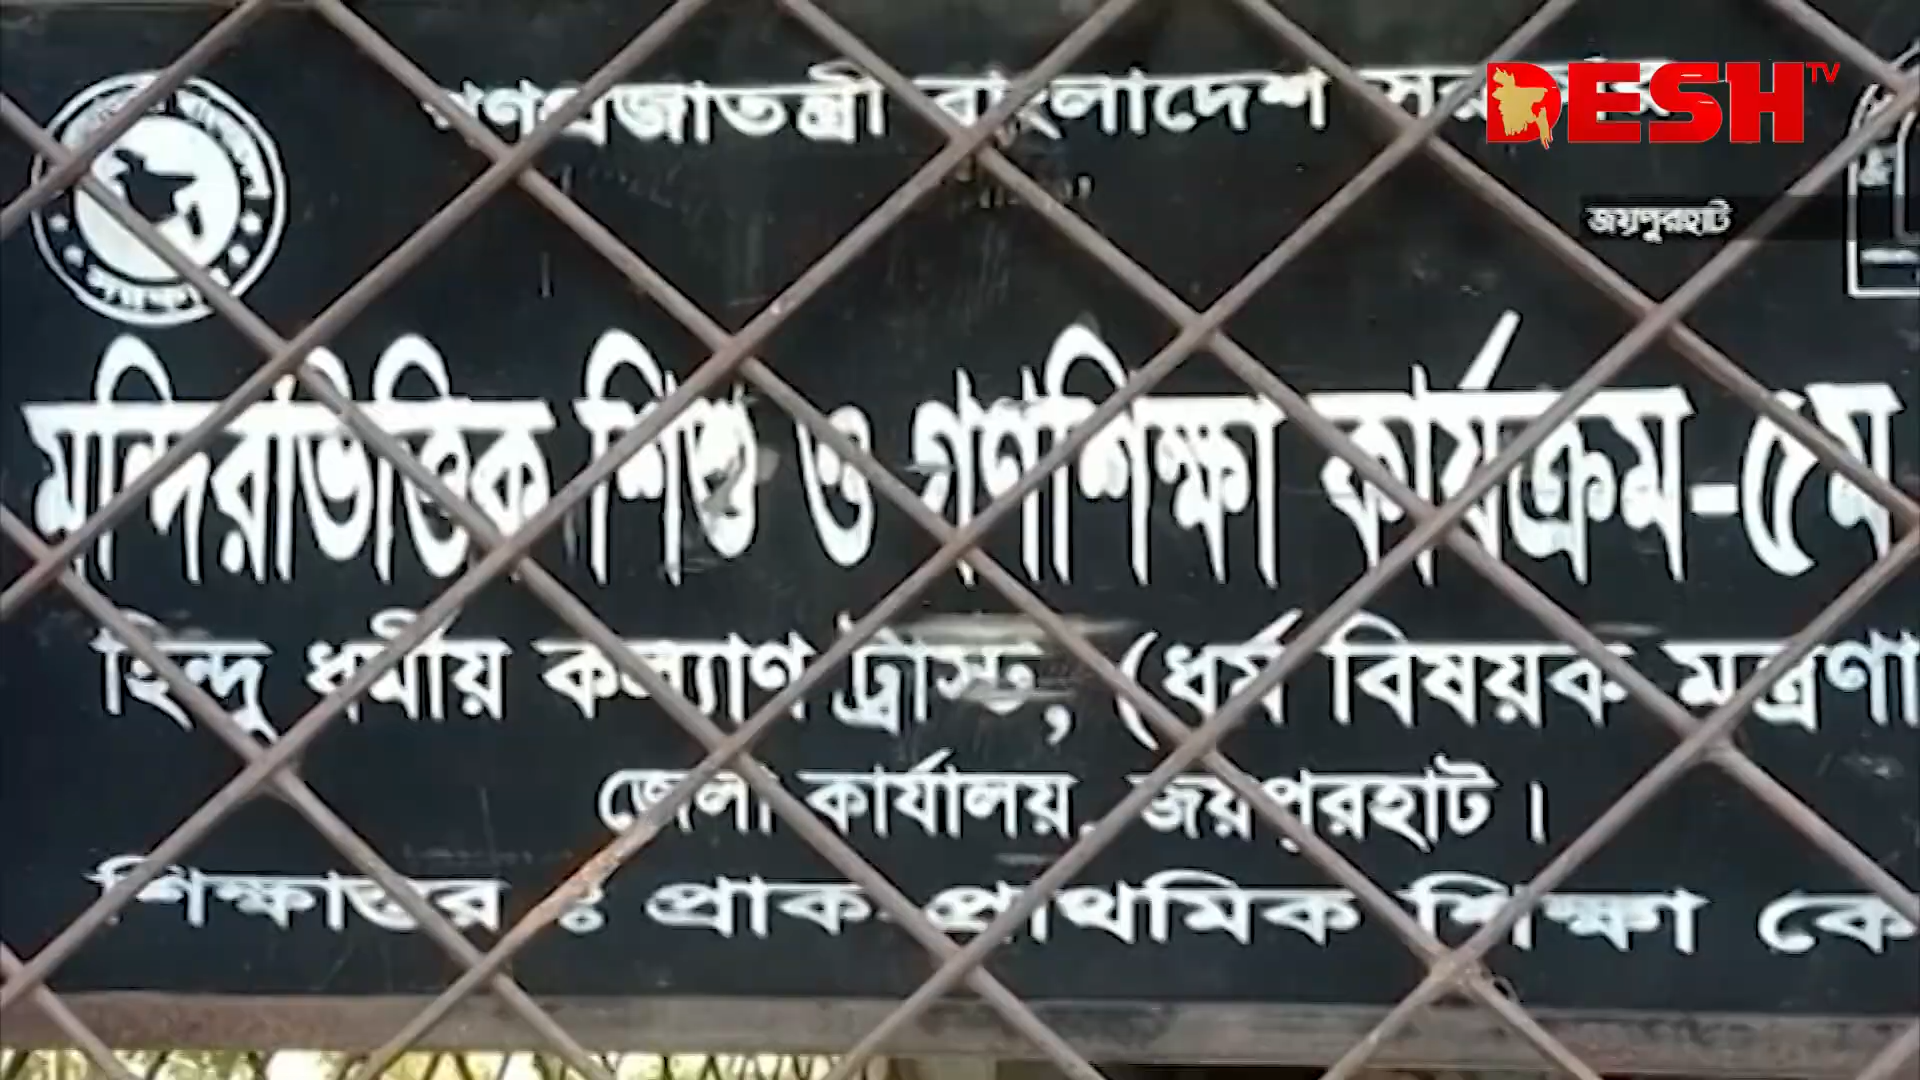 গণপ্রজাতন্ত্রী বাংলাদেশ সরকার
DESH TV
জয়পুরহাট
মন্দিরভিত্তিক শিশু ও গণশিক্ষা কার্যক্রম-৫ম
হিন্দু ধর্মীয় কল্যাণ ট্রাস্ট, (ধর্ম বিষয়ক মন্ত্রণা
জেলা কার্যালয়, জয়পুরহাট।
শিক্ষাস্তর ঃ প্রাক প্রাথমিক শিক্ষা কে